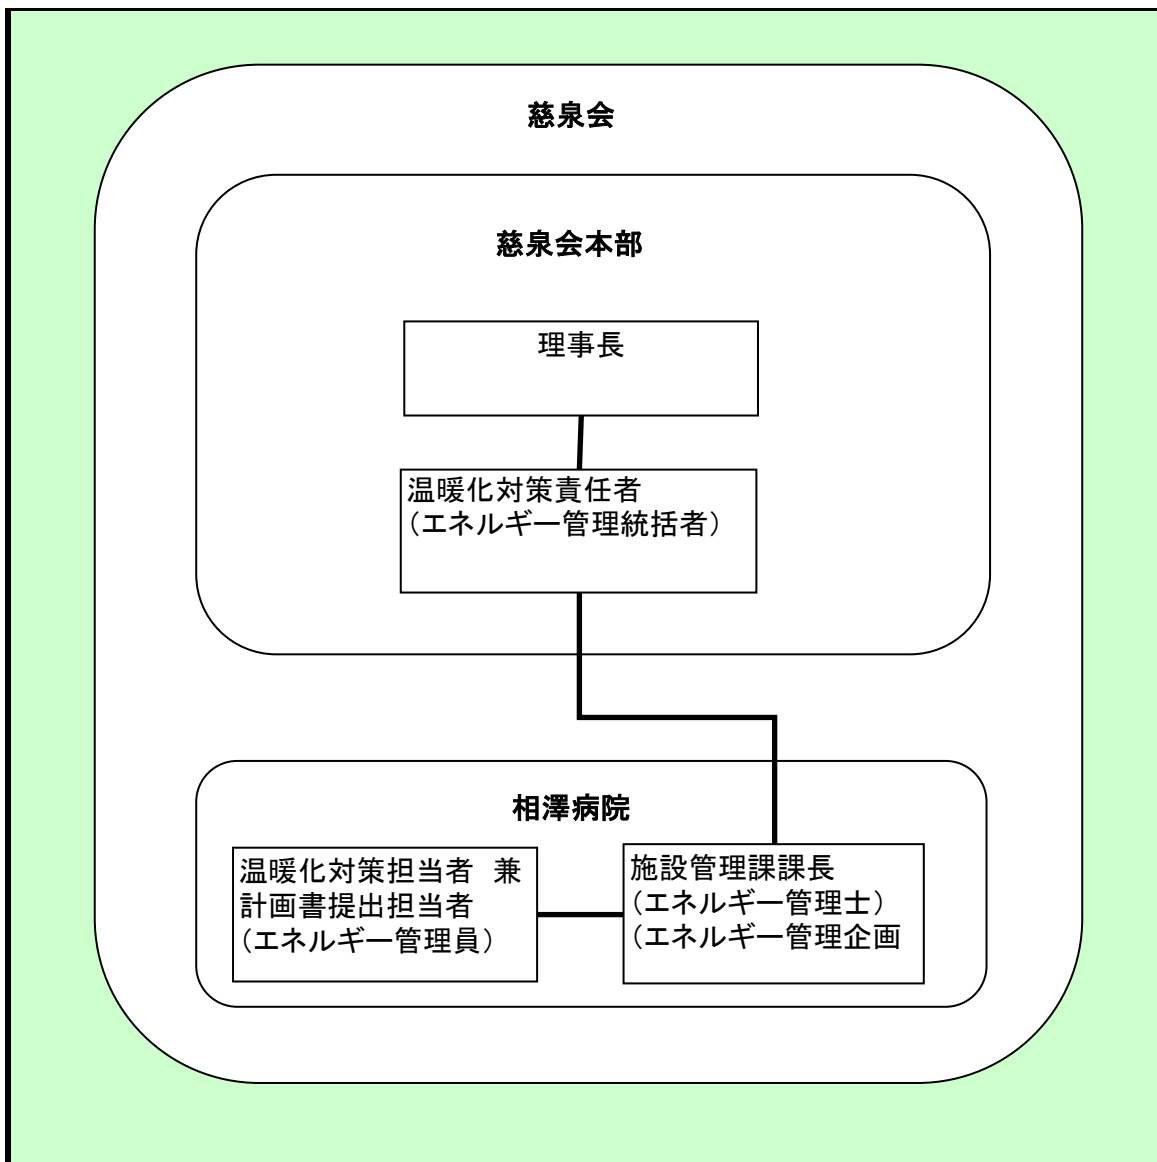 慈泉会
慈泉会本部
理事長
温暖化対策責任者
（エネルギー管理統括者）
相澤病院
温暖化対策担当者　兼
計画書提出担当者
（エネルギー管理員）
施設管理課課長
（エネルギー管理士）
（エネルギー管理企画